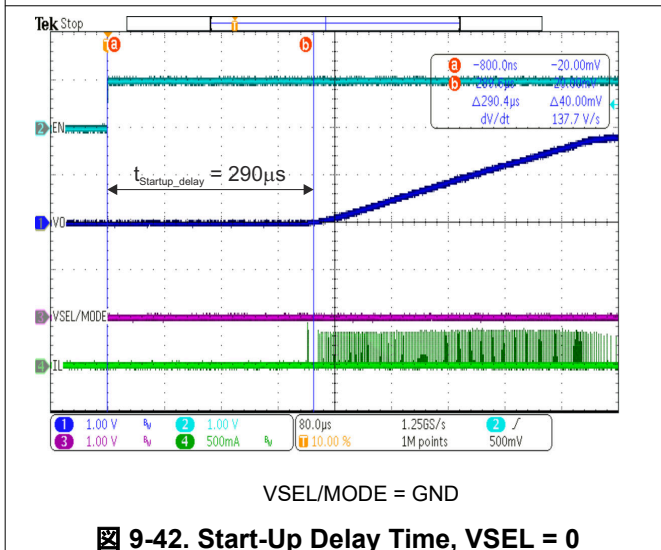 Tek Stop
T a b
a -800.0ns -20.00mV
b
Δ290.4µs Δ40.00mV
dV/dt 137.7 V/s
2 EN
tStartup_delay = 290µs
1 VO
3 VSEL/MODE
4 IL
1 1.00 V BW 2 1.00 V 80.0µs 1.25GS/s 2
3 1.00 V 4 500mA BW T 10.00 % 1M points 500mV
VSEL/MODE = GND
図 9-42. Start-Up Delay Time, VSEL = 0